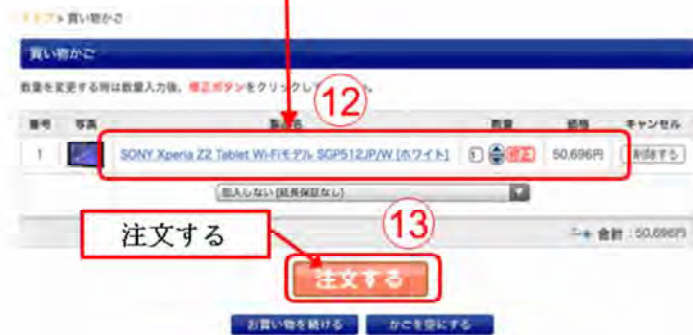 トップ > 買い物かご
買い物かご
数量を変更する時は数量入力後、修正ボタンをクリックして
⑫
番号 写真 製品名 数量 価格 キャンセル
1 SONY Xperia Z2 Tablet Wi-Fiモデル SGP512JP/W [ホワイト] 1 修正 50,696円 削除する
加入しない [延長保証なし]
⑬
注文する
合計 : 50,696円
注文する
お買い物を続ける かごを空にする